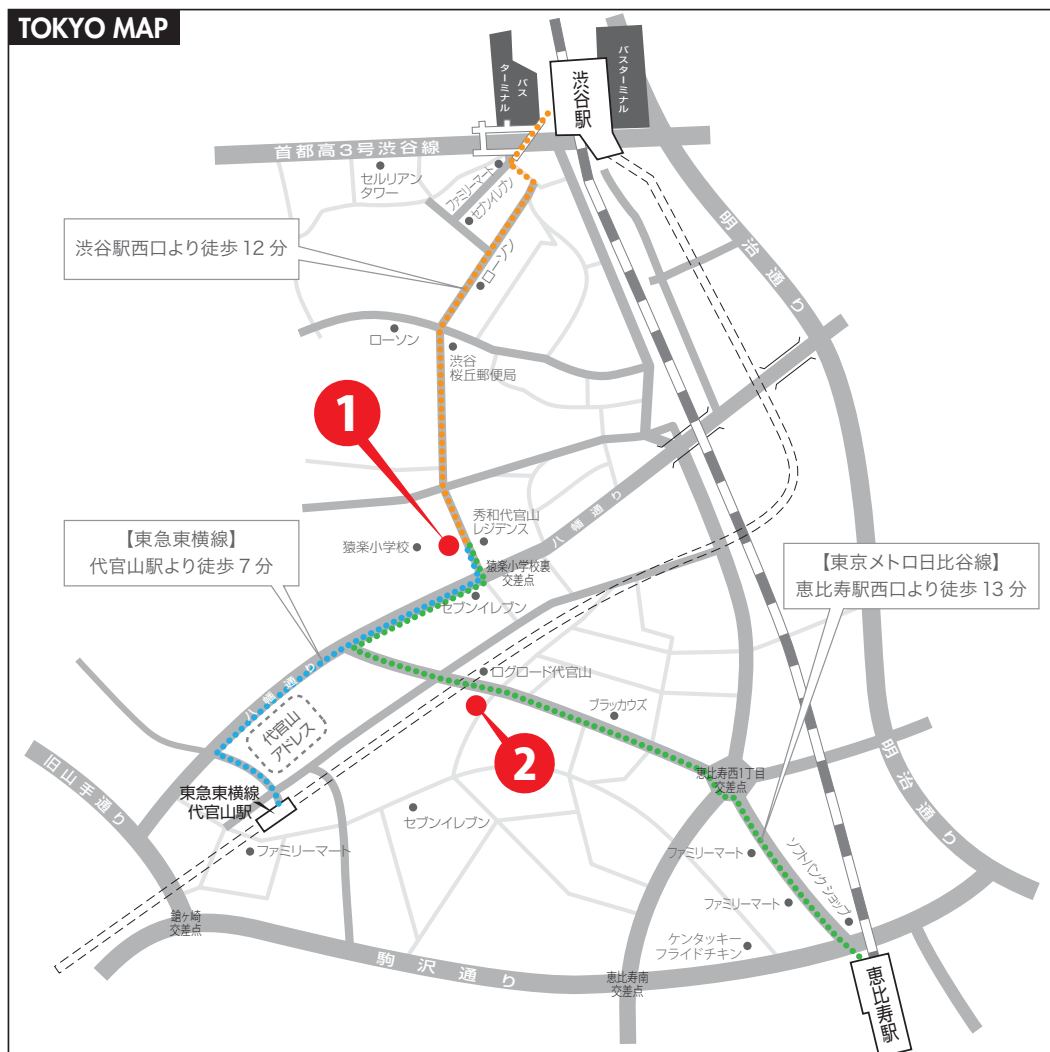 TOKYO MAP
バス
ターミナル
渋谷駅
バスターミナル
首都高3号渋谷線
セルリアン
タワー
ファミリーマート
セブンイレブン
明治通り
渋谷駅西口より徒歩 12 分
ローソン
ローソン
渋谷
桜丘郵便局
1
八幡通り
秀和代官山
レジデンス
猿楽小学校
猿楽小学校裏
交差点
セブンイレブン
【東急東横線】
代官山駅より徒歩 7 分
【東京メトロ日比谷線】
恵比寿駅西口より徒歩 13 分
ログロード代官山
八幡通り
ブラッカウズ
2
代官山
アドレス
旧山手通り
恵比寿西1丁目
交差点
明治通り
東急東横線
代官山駅
セブンイレブン
ファミリーマート
ファミリーマート
ソフトバンク ショップ
ファミリーマート
鎗ヶ崎
交差点
ケンタッキー
フライドチキン
駒沢通り
恵比寿南
交差点
恵比寿駅